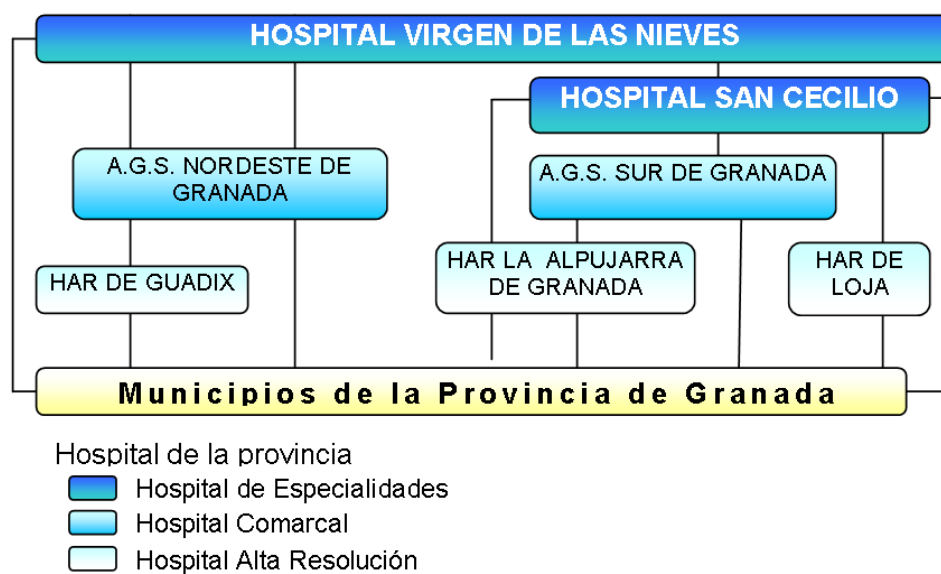 HOSPITAL VIRGEN DE LAS NIEVES
HOSPITAL SAN CECILIO
A.G.S. NORDESTE DE
GRANADA
A.G.S. SUR DE GRANADA
HAR DE GUADIX
HAR LA ALPUJARRA
DE GRANADA
HAR DE
LOJA
Municipios de la Provincia de Granada
Hospital de la provincia
Hospital de Especialidades
Hospital Comarcal
Hospital Alta Resolución